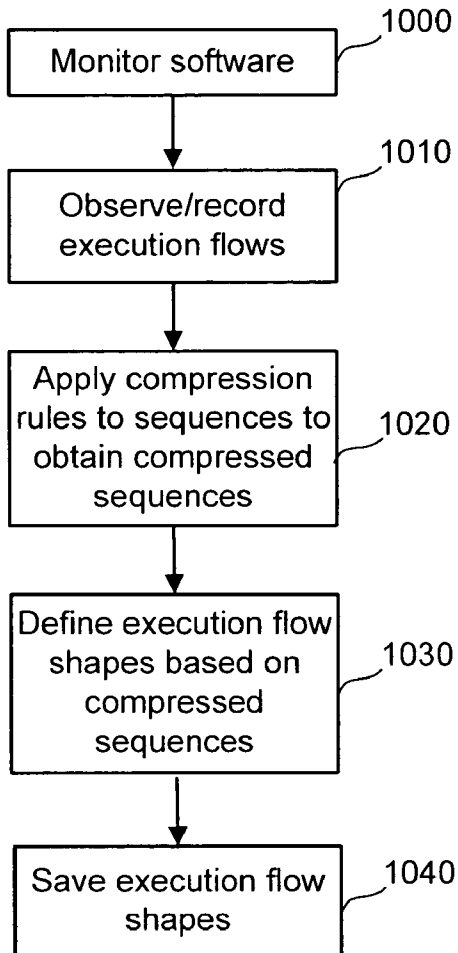 1000
Monitor software
1010
Observe/record
execution flows
Apply compression
rules to sequences to
obtain compressed
sequences
1020
Define execution flow
shapes based on
compressed
sequences
1030
Save execution flow
shapes
1040